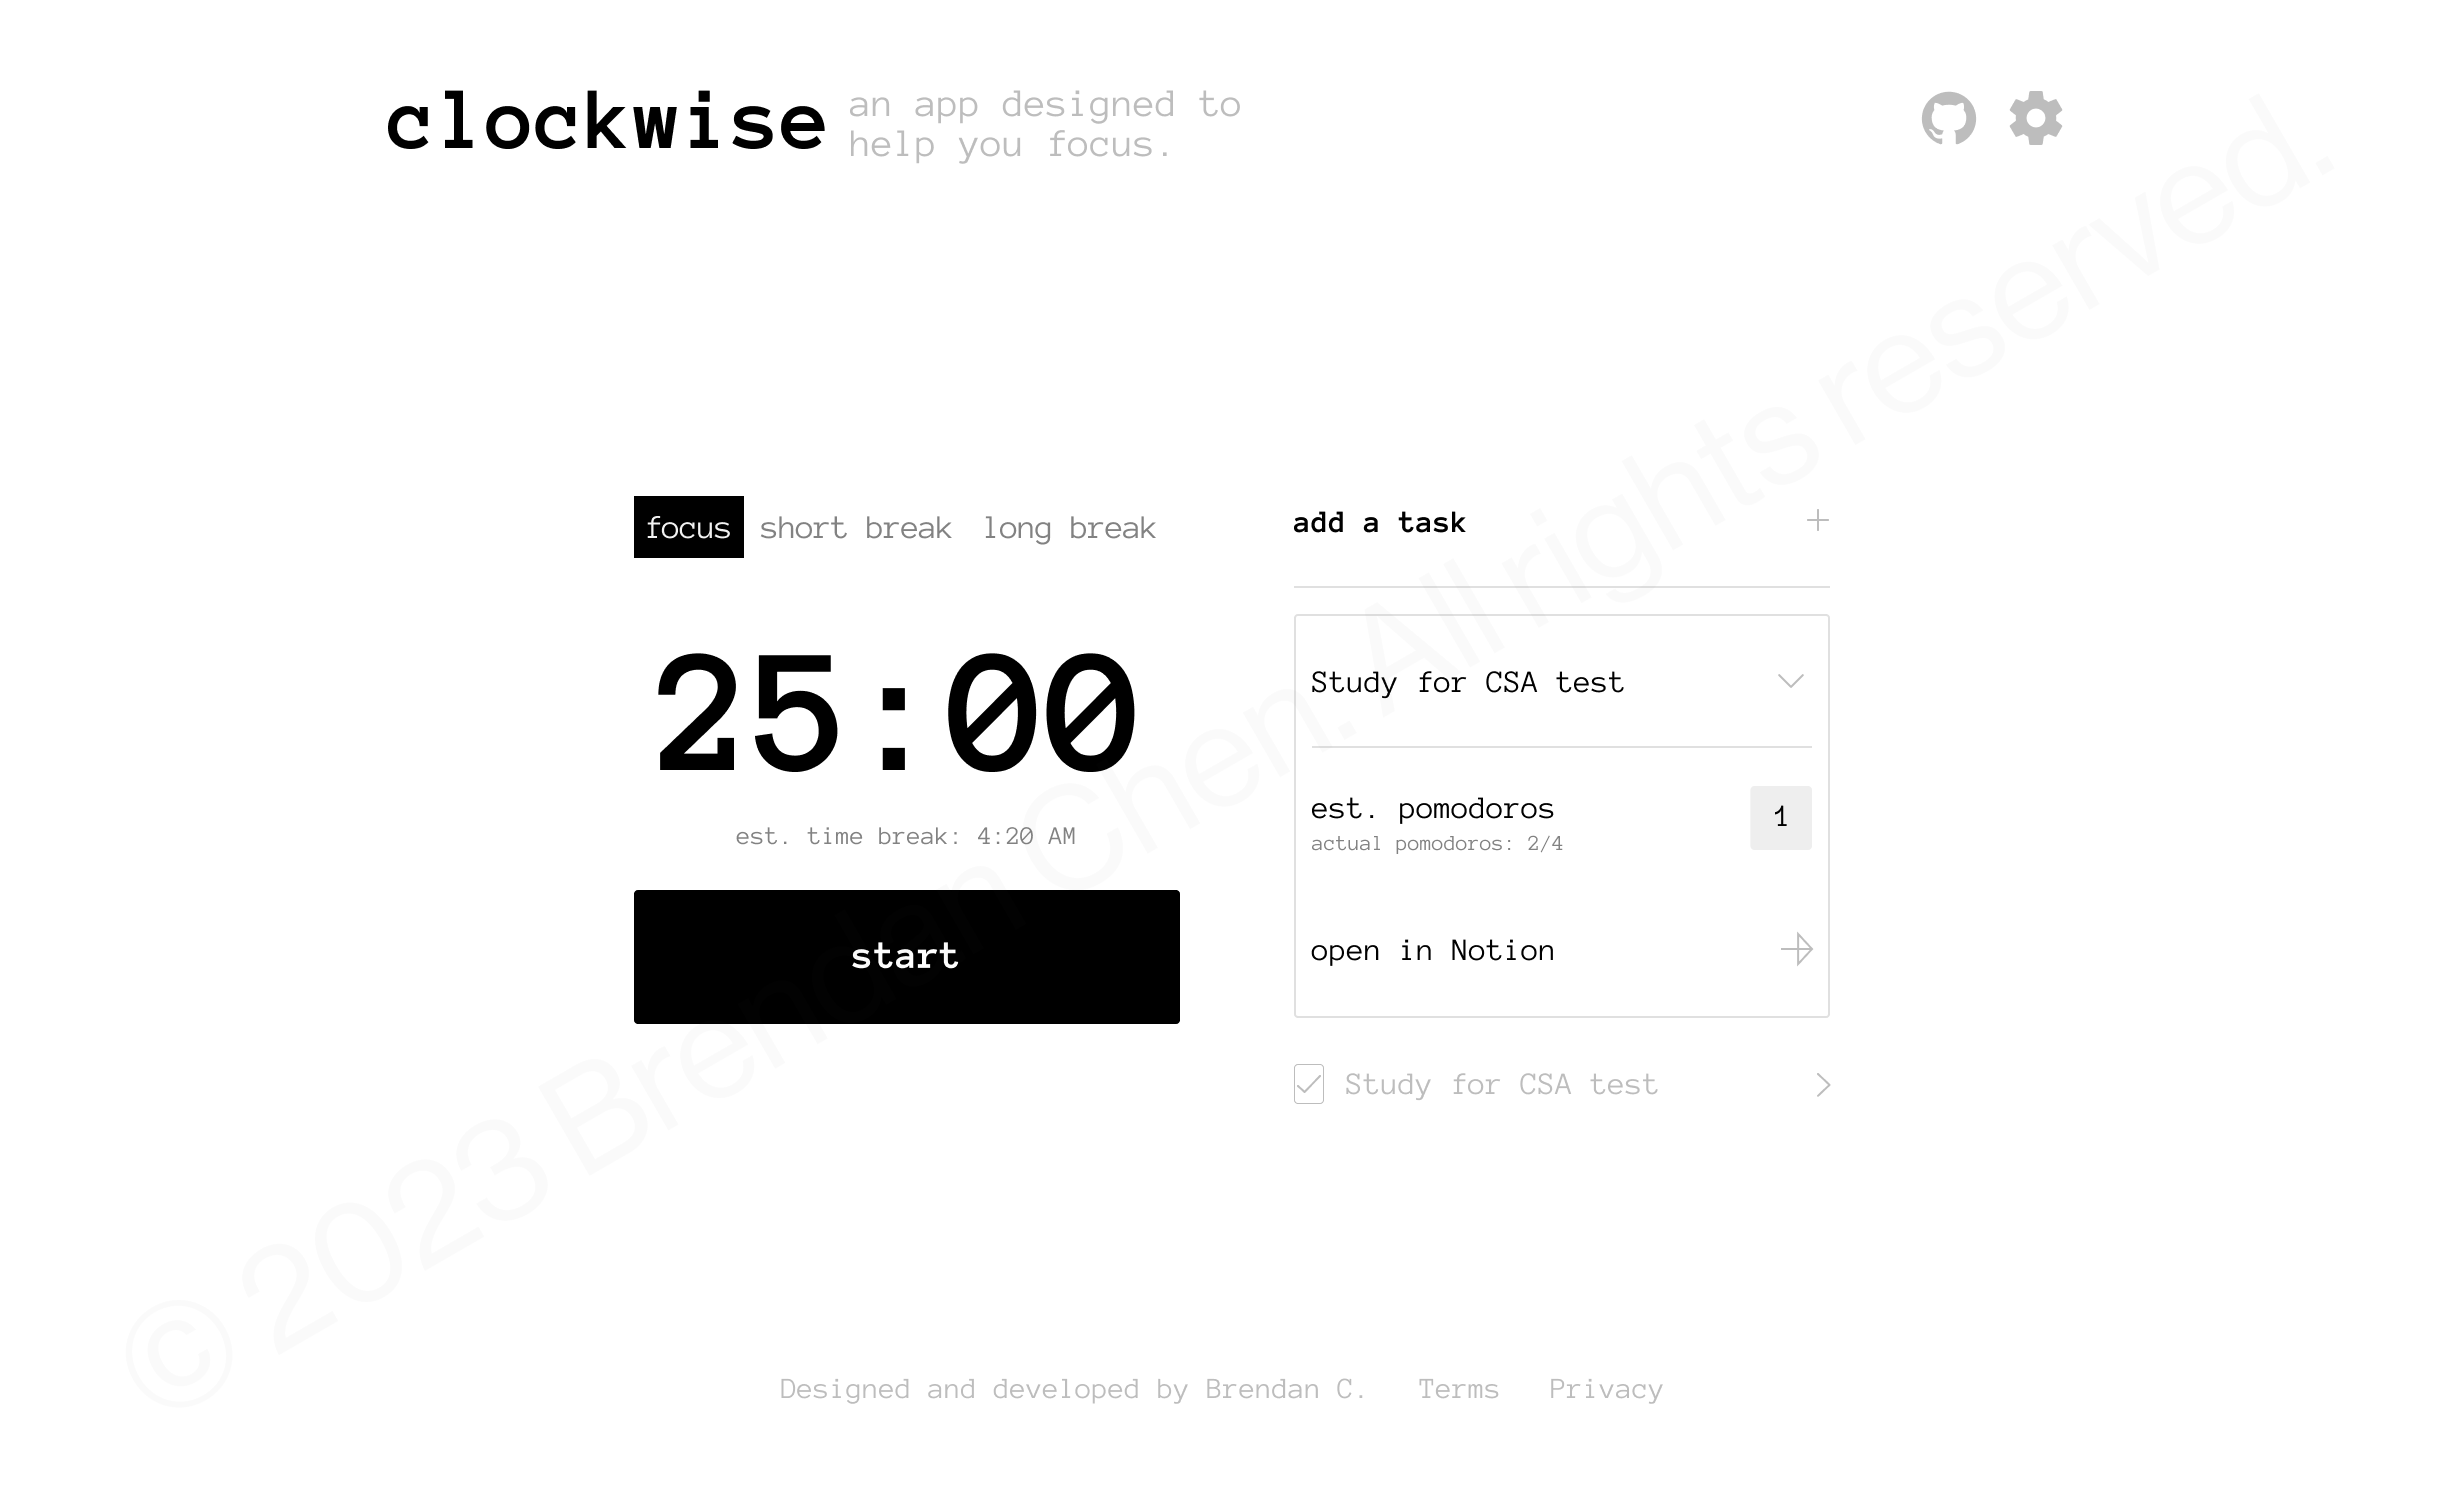 clockwise
an app designed to
help you focus.
focus
short break
long break
25:00
est. time break: 4:20 AM
start
add a task
Study for CSA test
est. pomodoros
1
actual pomodoros: 2/4
open in Notion
Study for CSA test
Designed and developed by Brendan C.
Terms
Privacy
© 2023 Brendan Chen. All rights reserved.